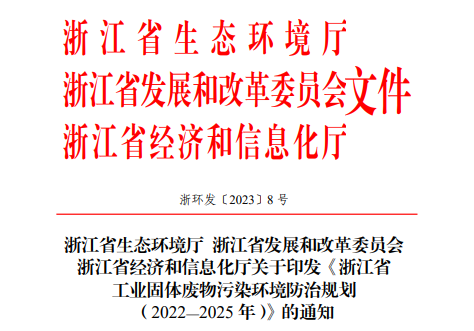 浙江省生态环境厅
浙江省发展和改革委员会文件
浙江省经济和信息化厅
浙环发〔2023〕8号
浙江省生态环境厅 浙江省发展和改革委员会
浙江省经济和信息化厅关于印发《浙江省
工业固体废物污染环境防治规划
（2022—2025年）》的通知